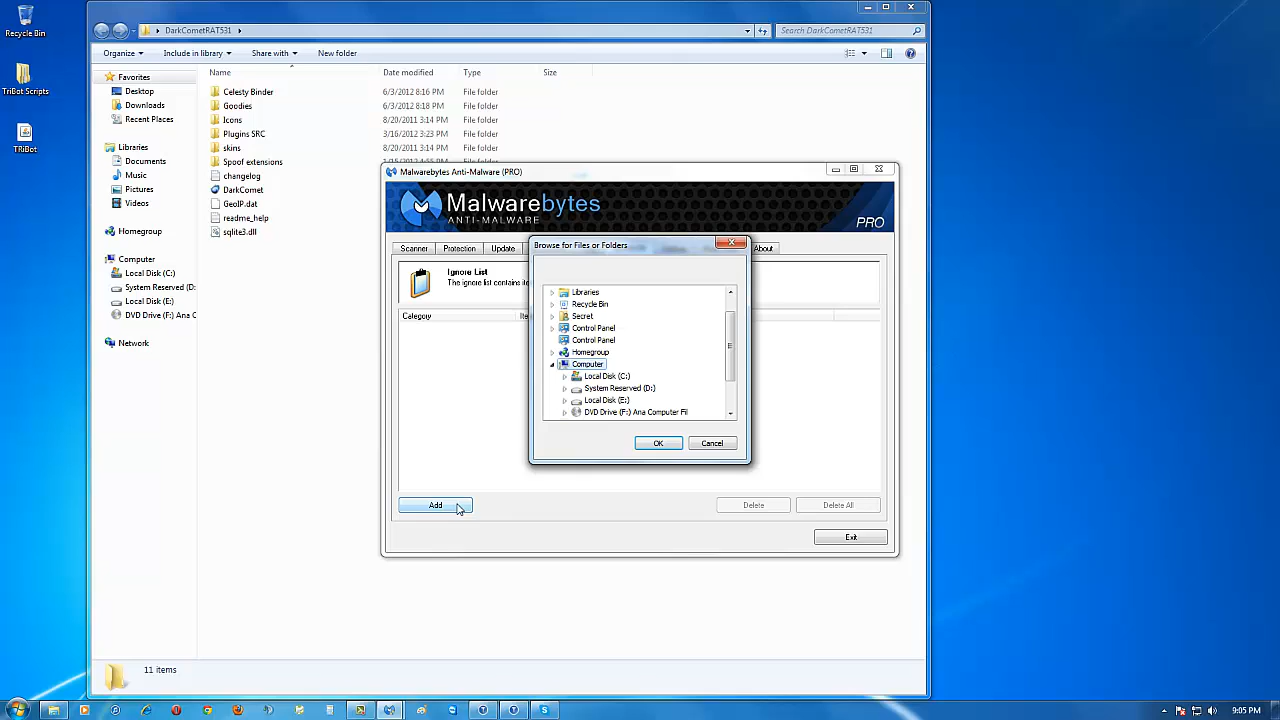 Recycle Bin
TriBot Scripts
TRiBot
DarkCometRAT531
Search DarkCometRAT531
Organize
Include in library
Share with
New folder
Name
Date modified
Type
Size
Favorites
Desktop
Downloads
Recent Places
Libraries
Documents
Music
Pictures
Videos
Homegroup
Computer
Local Disk (C:)
System Reserved (D:
Local Disk (E:)
DVD Drive (F:) Ana C
Network
Celesty Binder 6/3/2012 8:16 PM File folder
Goodies 6/3/2012 8:18 PM File folder
Icons 8/20/2011 3:14 PM File folder
Plugins SRC 3/16/2012 3:23 PM File folder
skins 8/20/2011 3:14 PM File folder
Spoof extensions File folder
changelog
DarkComet
GeoIP.dat
readme_help
sqlite3.dll
Malwarebytes Anti-Malware (PRO)
Malwarebytes
ANTI-MALWARE
PRO
Scanner
Protection
Update
About
Ignore List
The ignore list contains ite
Category
Ite
Browse for Files or Folders
Libraries
Recycle Bin
Secret
Control Panel
Control Panel
Homegroup
Computer
Local Disk (C:)
System Reserved (D:)
Local Disk (E:)
DVD Drive (F:) Ana Computer Fil
OK
Cancel
Add
Delete
Delete All
Exit
11 items
9:05 PM